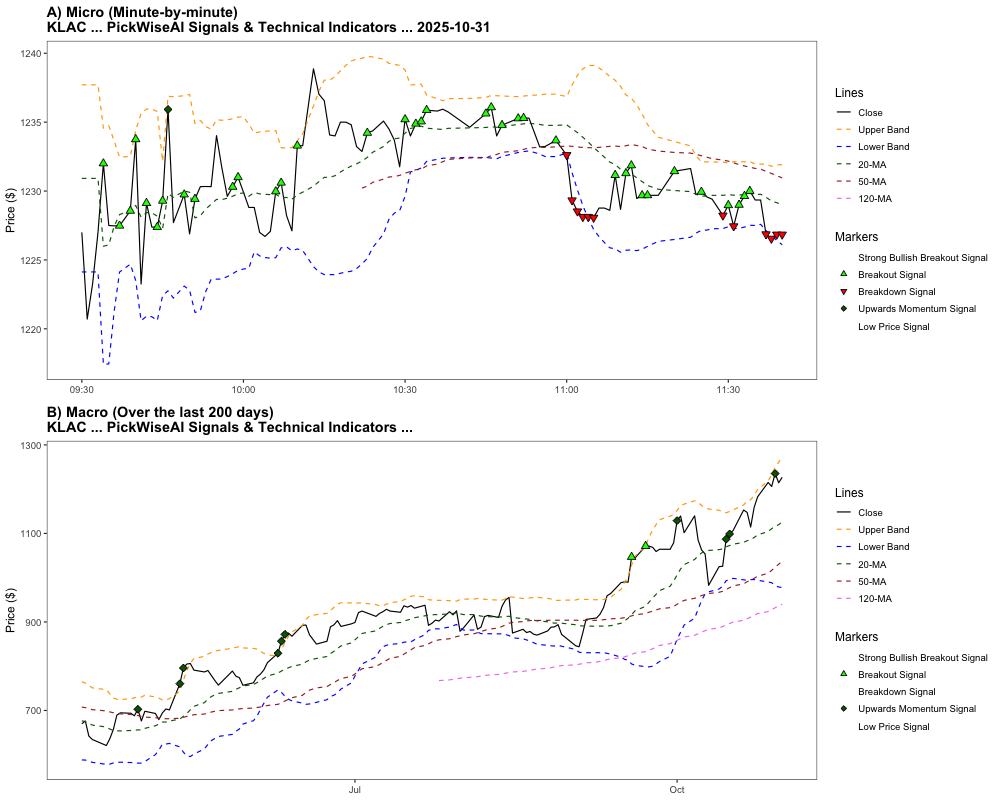 A) Micro (Minute-by-minute)
KLAC ... PickWiseAI Signals & Technical Indicators ... 2025-10-31
Price ($)
1240
1235
1230
1225
1220
09:30
10:00
10:30
11:00
11:30
Lines
Close
Upper Band
Lower Band
20-MA
50-MA
120-MA
Markers
Strong Bullish Breakout Signal
Breakout Signal
Breakdown Signal
Upwards Momentum Signal
Low Price Signal
B) Macro (Over the last 200 days)
KLAC ... PickWiseAI Signals & Technical Indicators ...
Price ($)
1300
1100
900
700
Jul
Oct
Lines
Close
Upper Band
Lower Band
20-MA
50-MA
120-MA
Markers
Strong Bullish Breakout Signal
Breakout Signal
Breakdown Signal
Upwards Momentum Signal
Low Price Signal